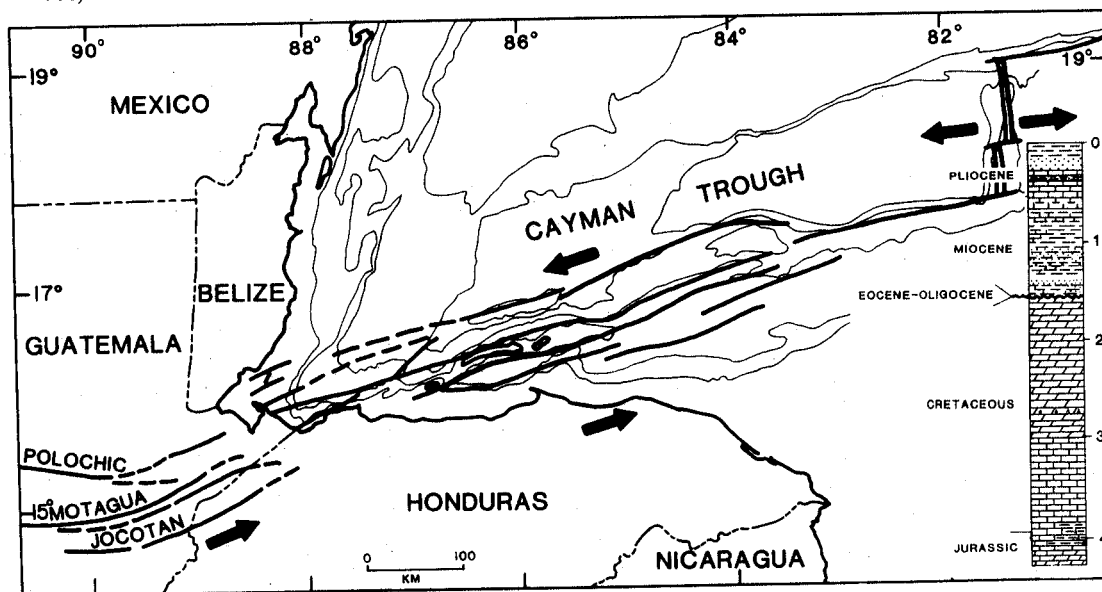 90°
88°
86°
84°
82°
19°
19°
MEXICO
0
PLIOCENE
CAYMAN TROUGH
1
MIOCENE
17°
BELIZE
EOCENE-OLIGOCENE
GUATEMALA
2
CRETACEOUS
3
POLOCHIC
15° MOTAGUA
JOCOTAN
HONDURAS
0 100
KM
NICARAGUA
JURASSIC
4